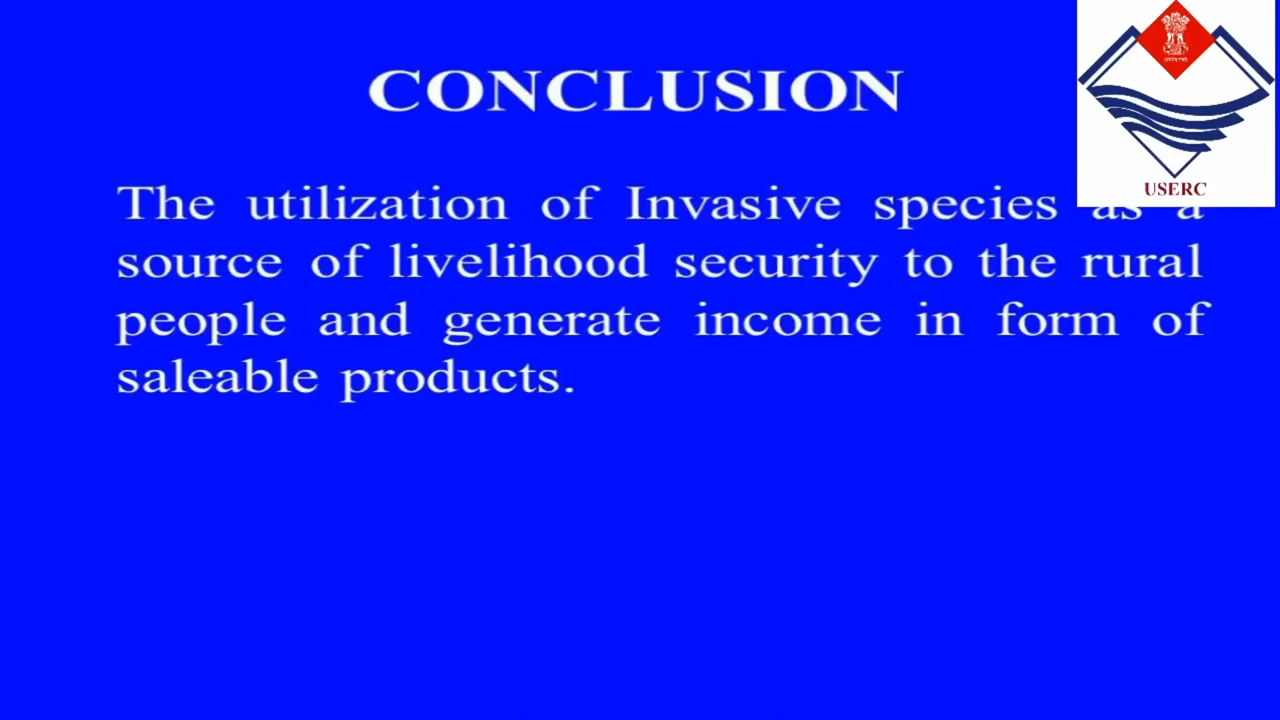 CONCLUSION
The utilization of Invasive species as a
source of livelihood security to the rural
people and generate income in form of
saleable products.
USERC